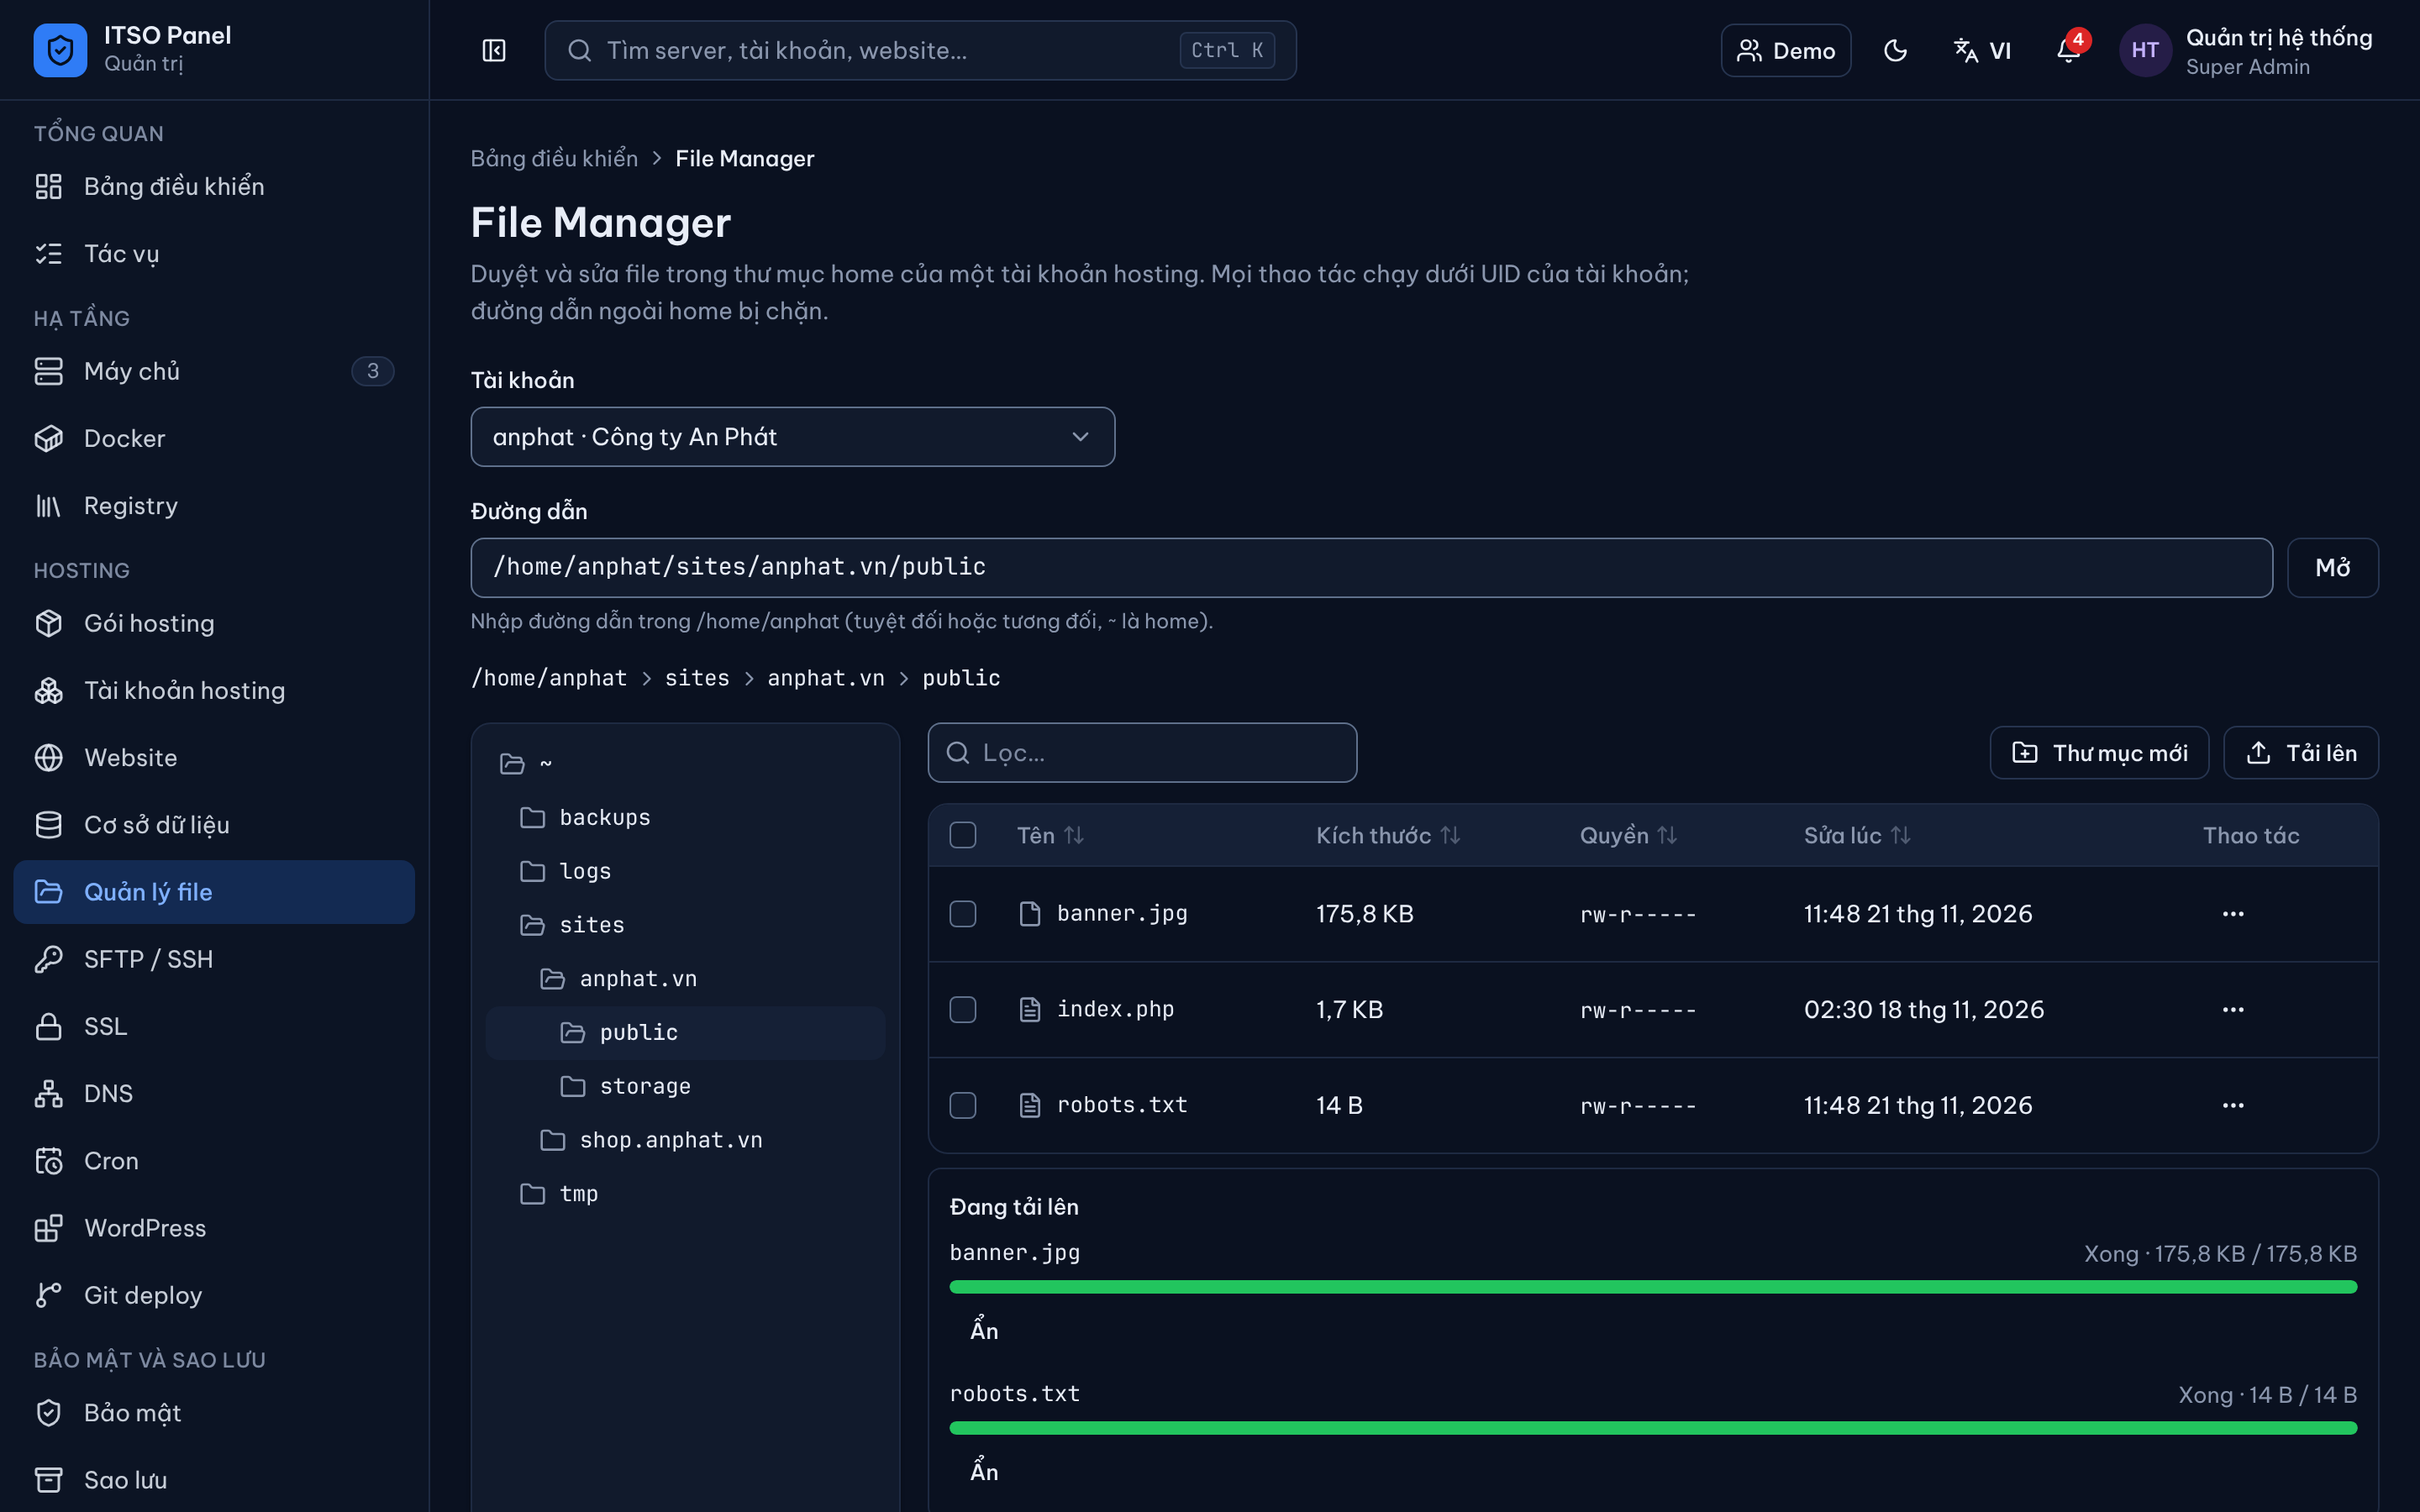 ITSO Panel
Quản trị
Tìm server, tài khoản, website...
Ctrl K
Demo
VI
4
HT
Quản trị hệ thống
Super Admin
TỔNG QUAN
Bảng điều khiển
Tác vụ
HẠ TẦNG
Máy chủ
3
Docker
Registry
HOSTING
Gói hosting
Tài khoản hosting
Website
Cơ sở dữ liệu
Quản lý file
SFTP / SSH
SSL
DNS
Cron
WordPress
Git deploy
BẢO MẬT VÀ SAO LƯU
Bảo mật
Sao lưu
Bảng điều khiển > File Manager
File Manager
Duyệt và sửa file trong thư mục home của một tài khoản hosting. Mọi thao tác chạy dưới UID của tài khoản;
đường dẫn ngoài home bị chặn.
Tài khoản
anphat · Công ty An Phát
Đường dẫn
/home/anphat/sites/anphat.vn/public
Mở
Nhập đường dẫn trong /home/anphat (tuyệt đối hoặc tương đối, ~ là home).
/home/anphat > sites > anphat.vn > public
~
backups
logs
sites
anphat.vn
public
storage
shop.anphat.vn
tmp
Lọc...
Thư mục mới
Tải lên
Tên Kích thước Quyền Sửa lúc Thao tác
banner.jpg 175,8 KB rw-r----- 11:48 21 thg 11, 2026
index.php 1,7 KB rw-r----- 02:30 18 thg 11, 2026
robots.txt 14 B rw-r----- 11:48 21 thg 11, 2026
Đang tải lên
banner.jpg Xong · 175,8 KB / 175,8 KB
Ẩn
robots.txt Xong · 14 B / 14 B
Ẩn